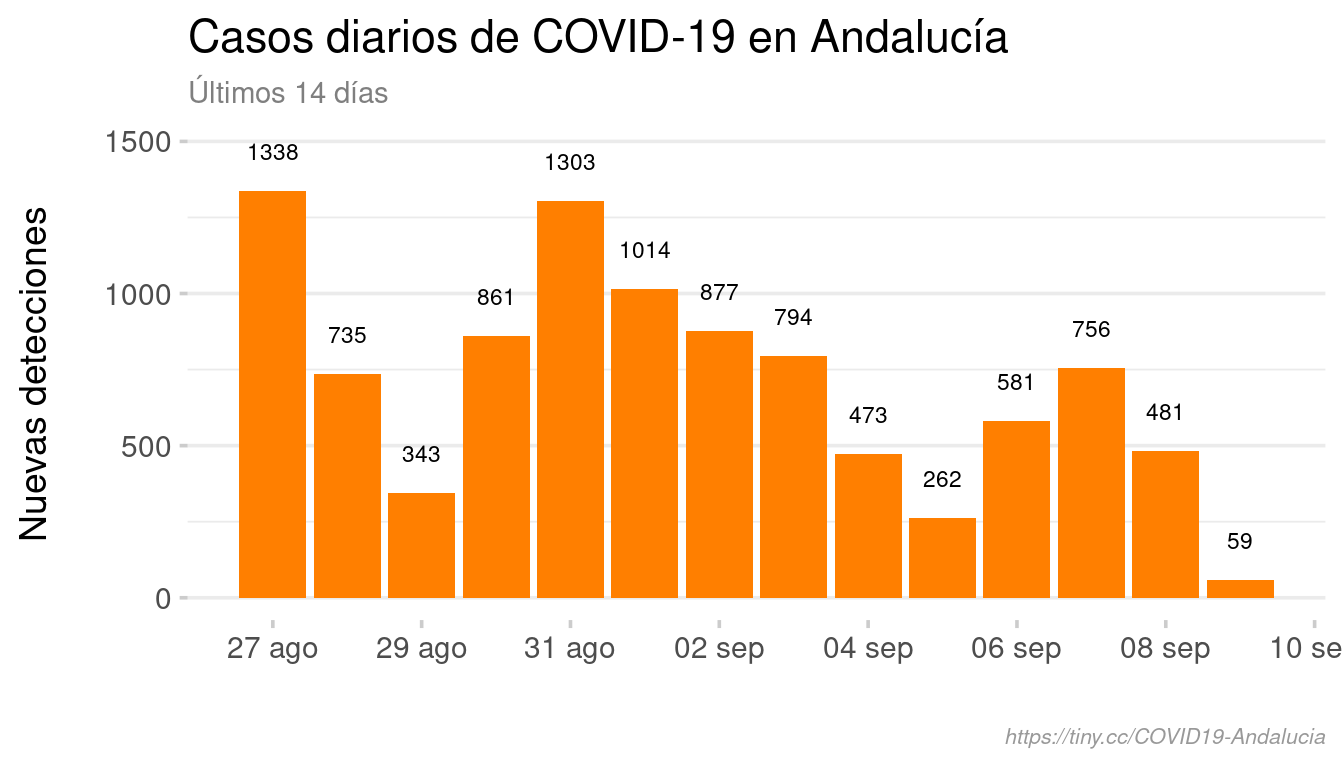 Casos diarios de COVID-19 en Andalucía
Últimos 14 días
Nuevas detecciones
1500
1000
500
0
1338
735
343
861
1303
1014
877
794
473
262
581
756
481
59
27 ago
29 ago
31 ago
02 sep
04 sep
06 sep
08 sep
10 se
https://tiny.cc/COVID19-Andalucia